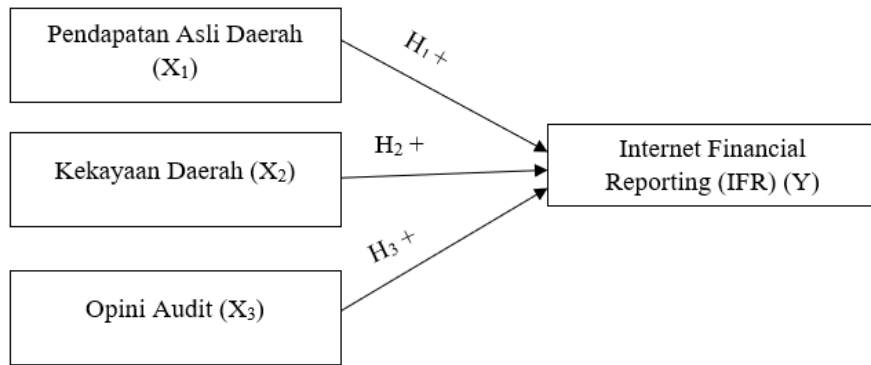 Pendapatan Asli Daerah
(X₁)
H₁ +
Kekayaan Daerah (X₂)
H₂ +
Opini Audit (X₃)
H₃ +
Internet Financial
Reporting (IFR) (Y)